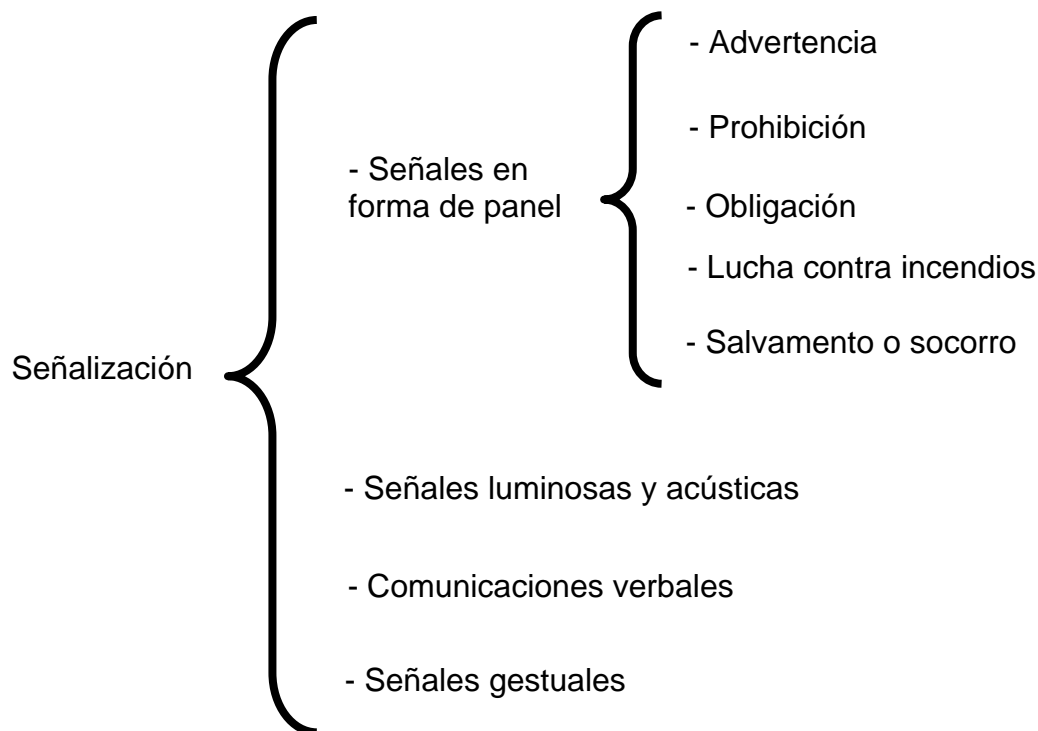 Señalización
- Señales en
forma de panel
- Advertencia
- Prohibición
- Obligación
- Lucha contra incendios
- Salvamento o socorro
- Señales luminosas y acústicas
- Comunicaciones verbales
- Señales gestuales